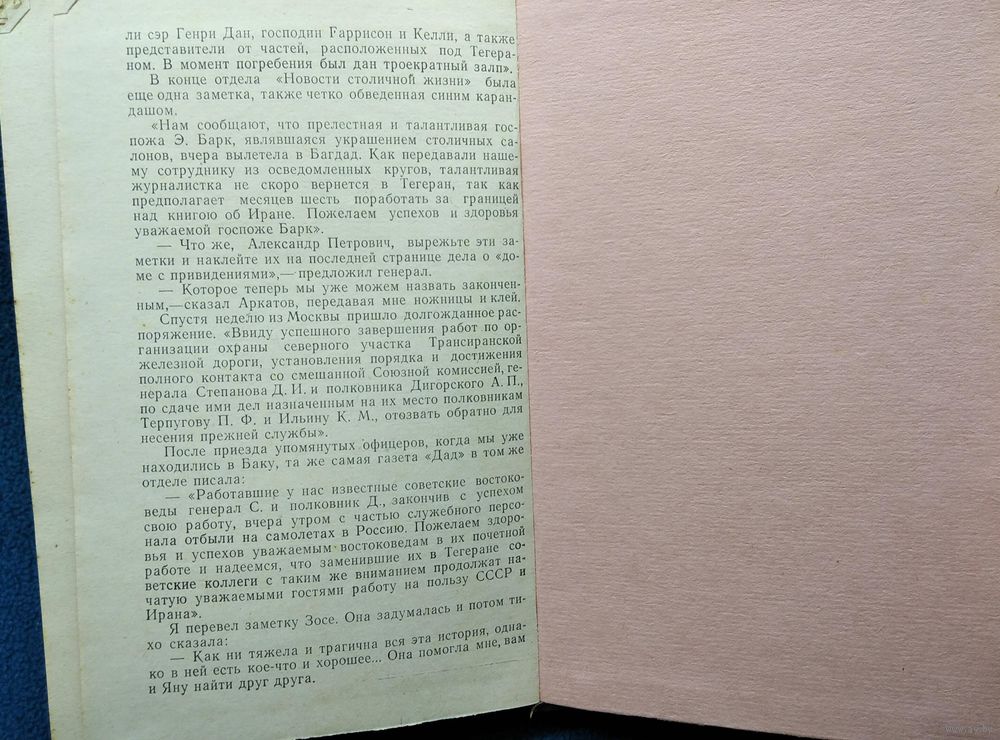 ли сэр Генри Дан, господин Гаррисон и Келли, а также
представители от частей, расположенных под Тегера-
ном. В момент погребения был дан троекратный залп».
В конце отдела «Новости столичной жизни» была
еще одна заметка, также четко обведенная синим каран-
дашом.
«Нам сообщают, что прелестная и талантливая гос-
пожа Э. Барк, являвшаяся украшением столичных са-
лонов, вчера вылетела в Багдад. Как передавали наше-
му сотруднику из осведомленных кругов, талантливая
журналистка не скоро вернется в Тегеран, так как
предполагает месяцев шесть поработать за границей
над книгою об Иране. Пожелаем успехов и здоровья
уважаемой госпоже Барк».
— Что же, Александр Петрович, вырежьте эти за-
метки и наклейте их на последней странице дела о «до-
ме с привидениями»,— предложил генерал.
— Которое теперь мы уже можем назвать закончен-
ным,—сказал Аркатов, передавая мне ножницы и клей.
Спустя неделю из Москвы пришло долгожданное рас-
поряжение. «Ввиду успешного завершения работ по ор-
ганизации охраны северного участка Трансиранской
железной дороги, установления порядка и достижения
полного контакта со смешанной Союзной комиссией, ге-
нерала Степанова Д. И. и полковника Дигорского А. П.,
по сдаче ими дел назначенным на их место полковникам
Терпугову П. Ф. и Ильину К. М., отозвать обратно для
несения прежней службы».
После приезда упомянутых офицеров, когда мы уже
находились в Баку, та же самая газета «Дад» в том же
отделе писала:
— «Работавшие у нас известные советские востоко-
веды генерал С. и полковник Д., закончив с успехом
свою работу, вчера утром с частью служебного персо-
нала отбыли на самолетах в Россию. Пожелаем здоро-
вья и успехов уважаемым востоковедам в их почетной
работе и надеемся, что заменившие их в Тегеране со-
ветские коллеги с таким же вниманием продолжат на-
чатую уважаемыми гостями работу на пользу СССР и
Ирана».
Я перевел заметку Зосе. Она задумалась и потом ти-
хо сказала:
— Как ни тяжела и трагична вся эта история, одна-
ко в ней есть кое-что и хорошее... Она помогла мне, вам
и Яну найти друг друга.
www.ay.by